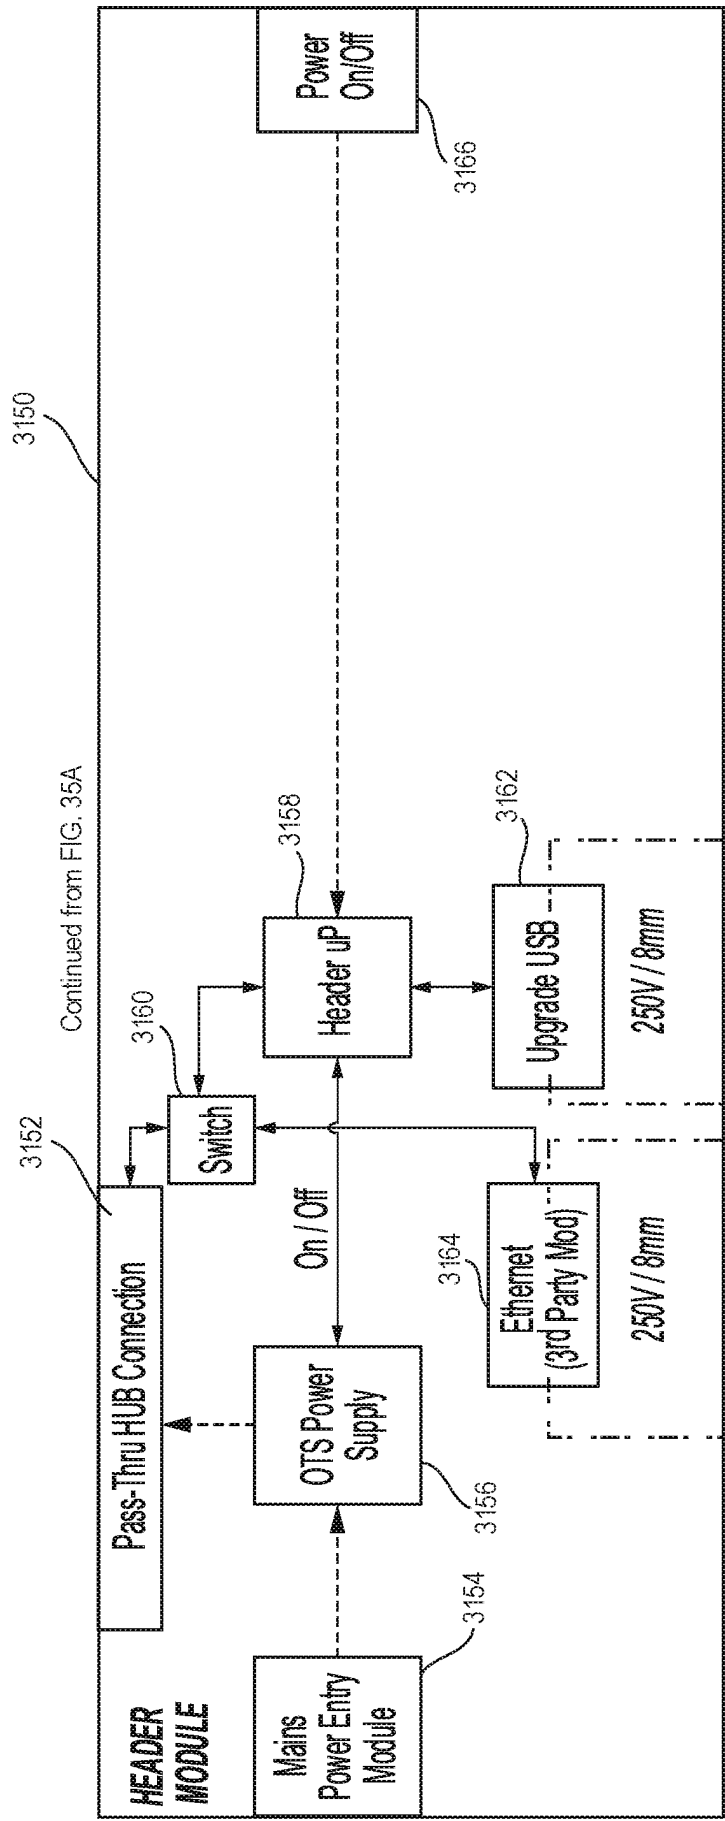 Continued from FIG. 35A
3150
HEADER
MODULE
Pass-Thru HUB Connection
3152
Switch
3160
Mains
Power Entry
Module
3154
OTS Power
Supply
3156
On / Off
Header uP
3158
Power
On/Off
3166
Ethernet
(3rd Party Mod)
3164
250V / 8mm
Upgrade USB
3162
250V / 8mm